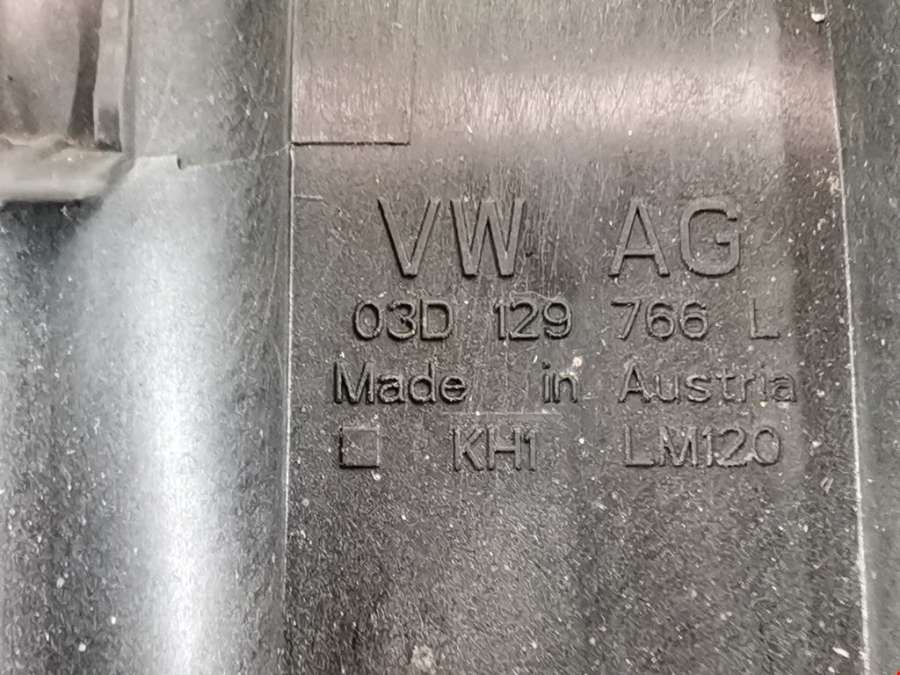 VW AG
03D 129 766 L
Made in Austria
KH1 LM120